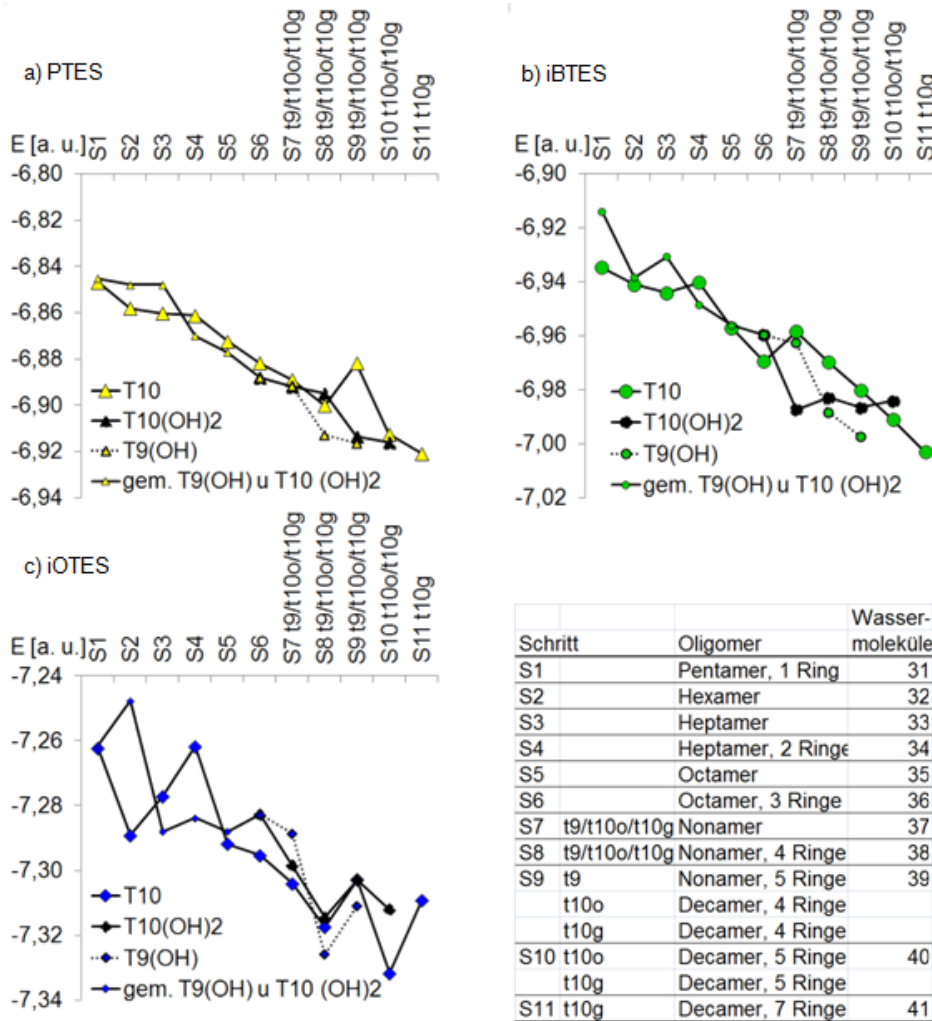 a) PTES
E [a. u.]
S1
S2
S3
S4
S5
S6
S7 t9/t10o/t10g
S8 t9/t10o/t10g
S9 t9/t10o/t10g
S10 t10o/t10g
S11 t10g
-6,80
-6,82
-6,84
-6,86
-6,88
-6,90
-6,92
-6,94
T10
T10(OH)2
T9(OH)
gem. T9(OH) u T10 (OH)2
b) iBTES
E [a. u.]
S1
S2
S3
S4
S5
S6
S7 t9/t10o/t10g
S8 t9/t10o/t10g
S9 t9/t10o/t10g
S10 t10o/t10g
S11 t10g
-6,90
-6,92
-6,94
-6,96
-6,98
-7,00
-7,02
T10
T10(OH)2
T9(OH)
gem. T9(OH) u T10 (OH)2
c) iOTES
E [a. u.]
S1
S2
S3
S4
S5
S6
S7 t9/t10o/t10g
S8 t9/t10o/t10g
S9 t9/t10o/t10g
S10 t10o/t10g
S11 t10g
-7,24
-7,26
-7,28
-7,30
-7,32
-7,34
T10
T10(OH)2
T9(OH)
gem. T9(OH) u T10 (OH)2
Wasser-
Schritt Oligomer moleküle
S1 Pentamer, 1 Ring 31
S2 Hexamer 32
S3 Heptamer 33
S4 Heptamer, 2 Ringe 34
S5 Octamer 35
S6 Octamer, 3 Ringe 36
S7 t9/t10o/t10g Nonamer 37
S8 t9/t10o/t10g Nonamer, 4 Ringe 38
S9 t9 Nonamer, 5 Ringe 39
t10o Decamer, 4 Ringe
t10g Decamer, 4 Ringe
S10 t10o Decamer, 5 Ringe 40
t10g Decamer, 5 Ringe
S11 t10g Decamer, 7 Ringe 41